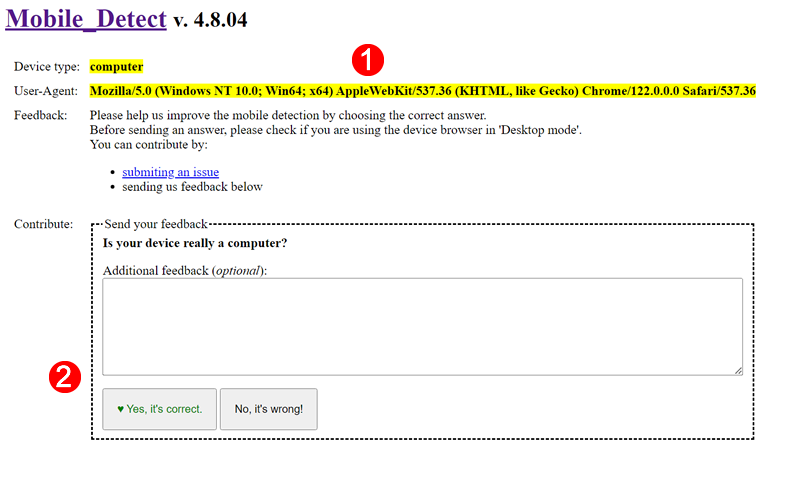 Mobile_Detect v. 4.8.04
1
Device type: computer
User-Agent: Mozilla/5.0 (Windows NT 10.0; Win64; x64) AppleWebKit/537.36 (KHTML, like Gecko) Chrome/122.0.0.0 Safari/537.36
Feedback: Please help us improve the mobile detection by choosing the correct answer.
Before sending an answer, please check if you are using the device browser in 'Desktop mode'.
You can contribute by:
• submiting an issue
• sending us feedback below
Contribute: Send your feedback
Is your device really a computer?
Additional feedback (optional):
2
♥ Yes, it's correct. No, it's wrong!